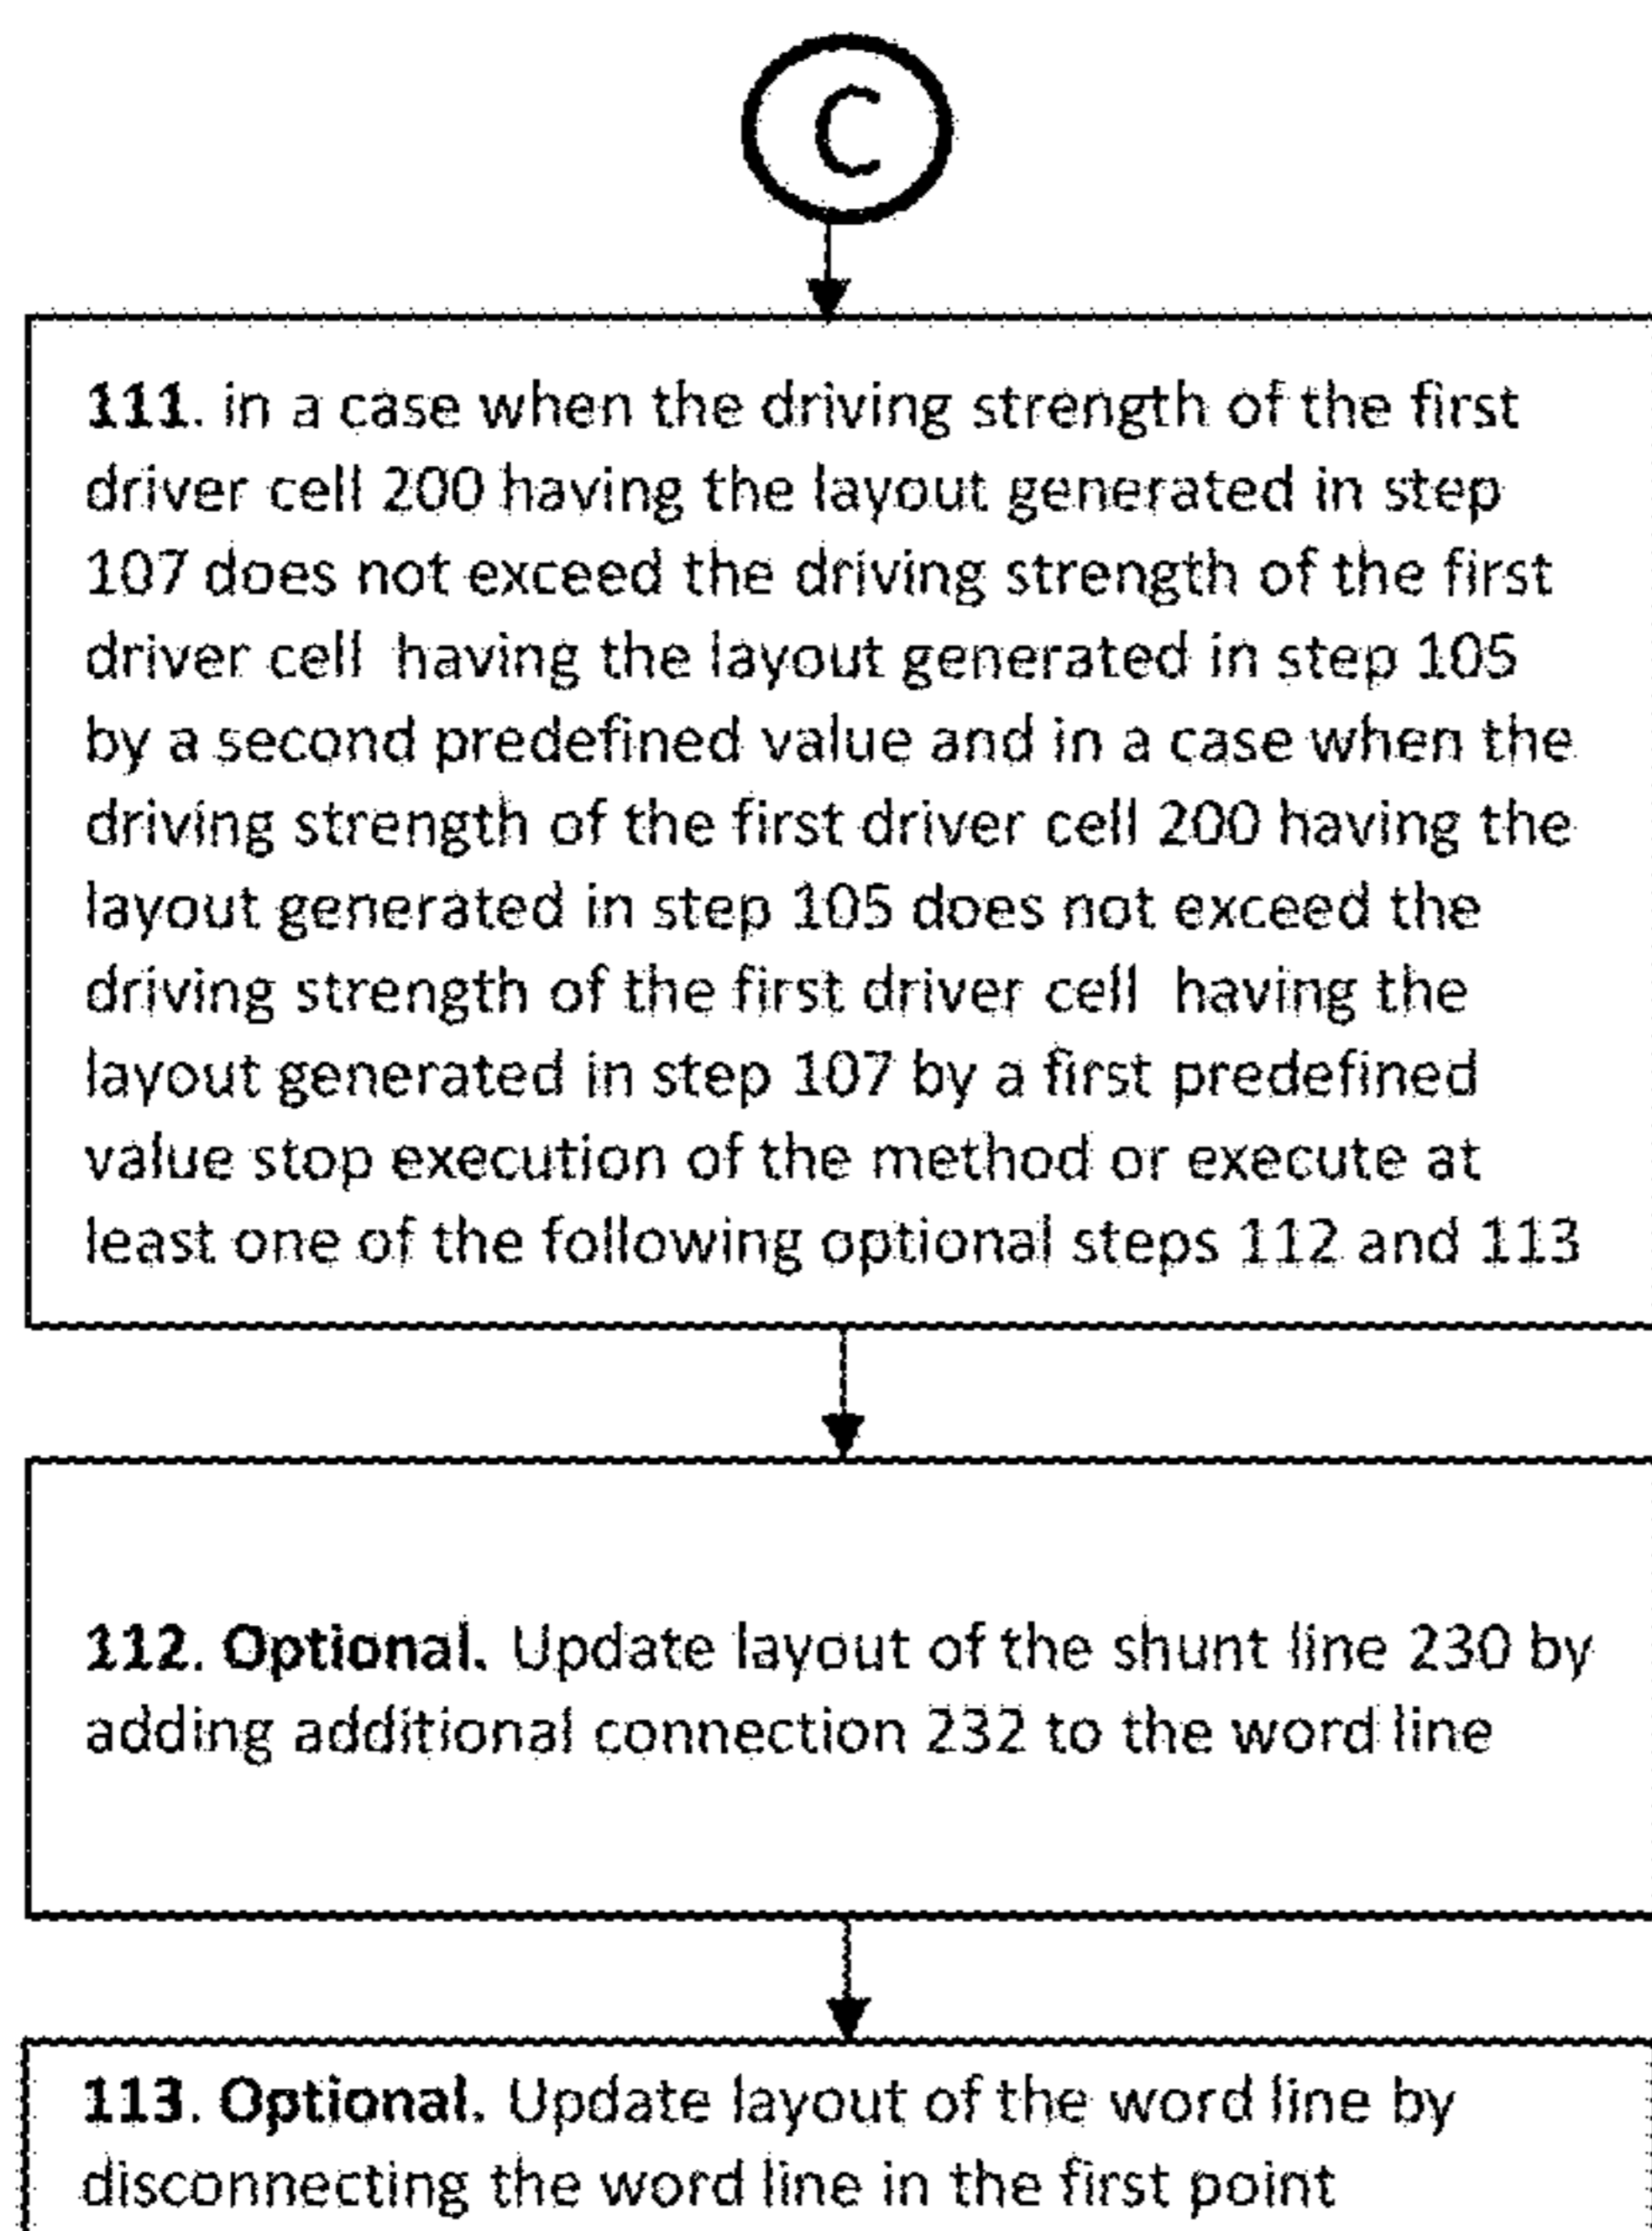 C
111. in a case when the driving strength of the first
driver cell 200 having the layout generated in step
107 does not exceed the driving strength of the first
driver cell having the layout generated in step 105
by a second predefined value and in a case when the
driving strength of the first driver cell 200 having the
layout generated in step 105 does not exceed the
driving strength of the first driver cell having the
layout generated in step 107 by a first predefined
value stop execution of the method or execute at
least one of the following optional steps 112 and 113
112. Optional. Update layout of the shunt line 230 by
adding additional connection 232 to the word line
113. Optional. Update layout of the word line by
disconnecting the word line in the first point